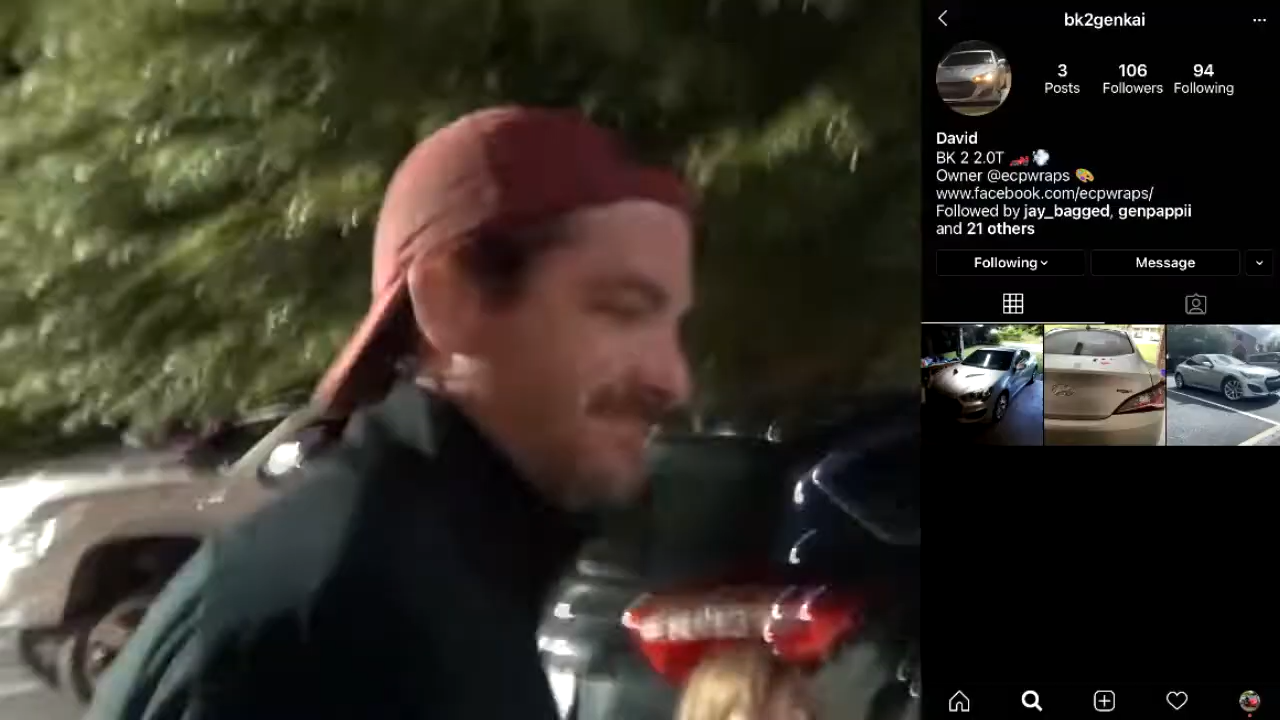 bk2genkai
3 106 94
Posts Followers Following
David
BK 2 2.0T 🏎️💨
Owner @ecpwraps 🎨
www.facebook.com/ecpwraps/
Followed by jay_bagged, genpappii
and 21 others
Following
Message